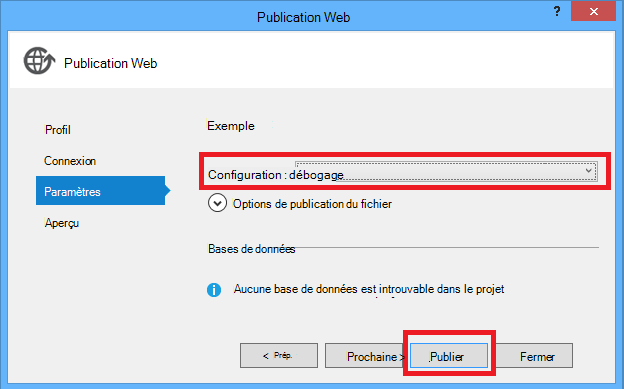 Publication Web
?
Publication Web
Profil
Connexion
Paramètres
Aperçu
Exemple
Configuration : débogage
Options de publication du fichier
Bases de données
Aucune base de données est introuvable dans le projet
< Prép.
Prochaine >
Publier
Fermer